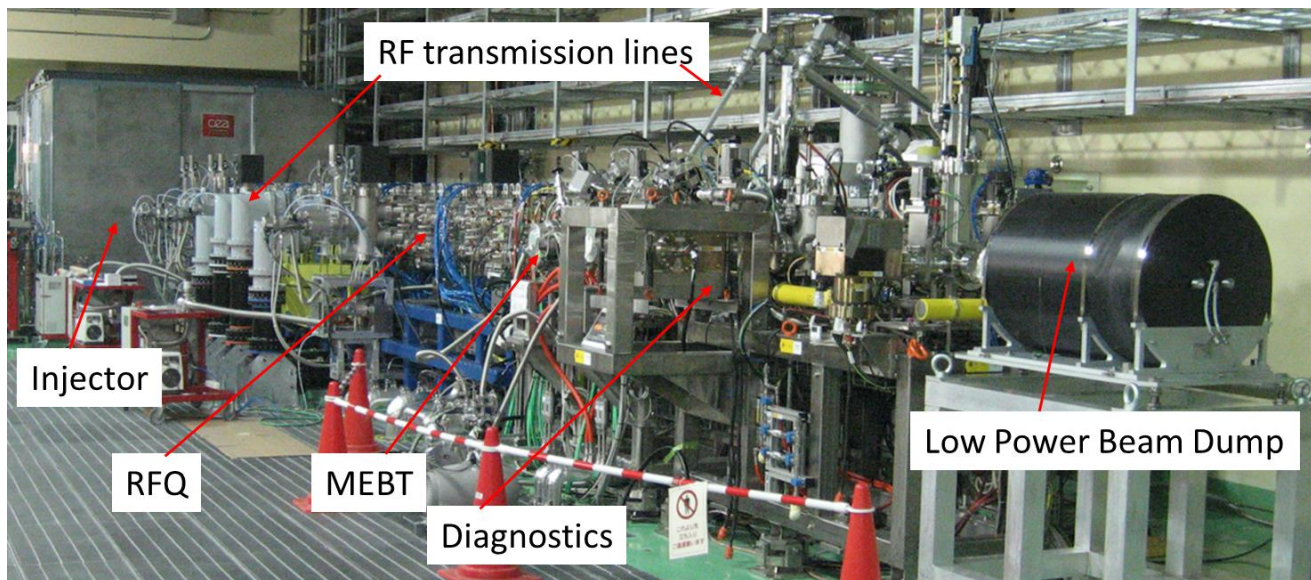 RF transmission lines
cea
Injector
RFQ
MEBT
Diagnostics
Low Power Beam Dump